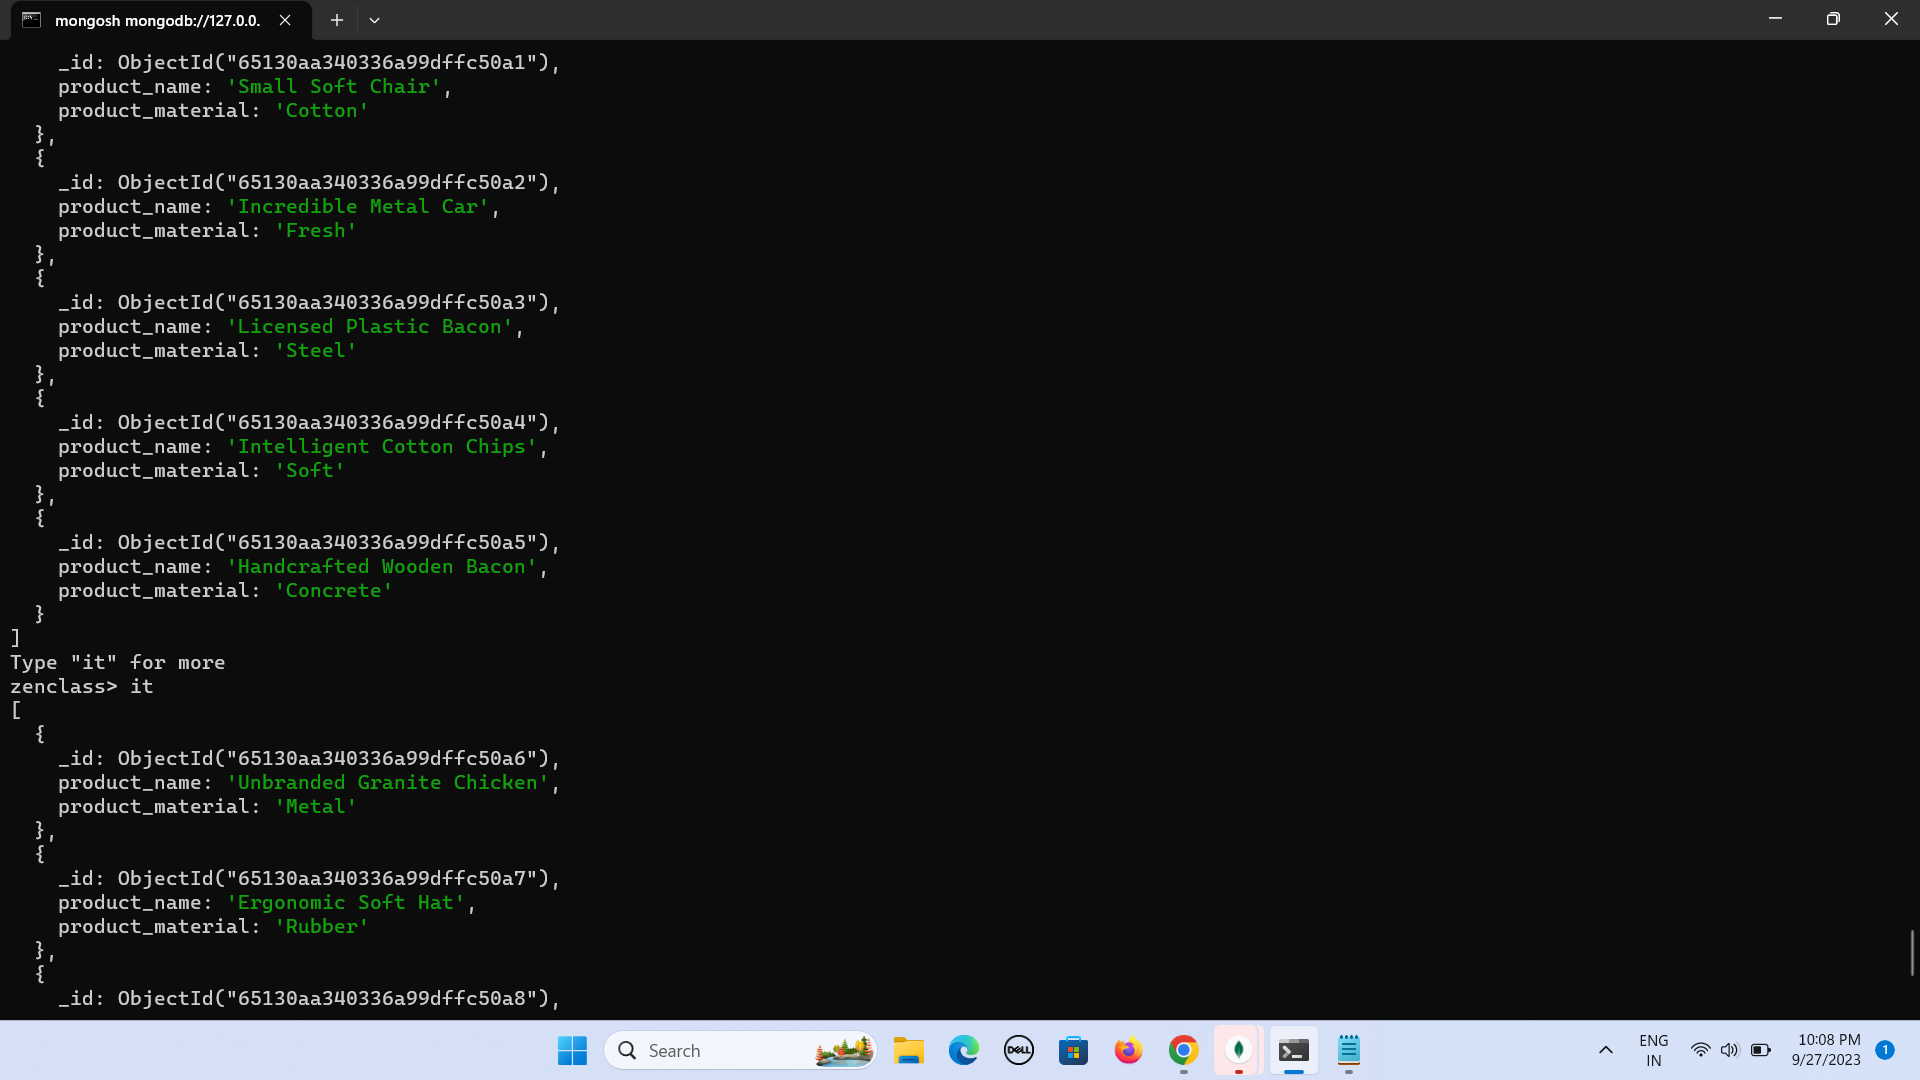 mongosh mongodb://127.0.0.
_id: ObjectId("65130aa340336a99dffc50a1"),
product_name: 'Small Soft Chair',
product_material: 'Cotton'
},
{
_id: ObjectId("65130aa340336a99dffc50a2"),
product_name: 'Incredible Metal Car',
product_material: 'Fresh'
},
{
_id: ObjectId("65130aa340336a99dffc50a3"),
product_name: 'Licensed Plastic Bacon',
product_material: 'Steel'
},
{
_id: ObjectId("65130aa340336a99dffc50a4"),
product_name: 'Intelligent Cotton Chips',
product_material: 'Soft'
},
{
_id: ObjectId("65130aa340336a99dffc50a5"),
product_name: 'Handcrafted Wooden Bacon',
product_material: 'Concrete'
}
]
Type "it" for more
zenclass> it
[
{
_id: ObjectId("65130aa340336a99dffc50a6"),
product_name: 'Unbranded Granite Chicken',
product_material: 'Metal'
},
{
_id: ObjectId("65130aa340336a99dffc50a7"),
product_name: 'Ergonomic Soft Hat',
product_material: 'Rubber'
},
{
_id: ObjectId("65130aa340336a99dffc50a8"),
Search
DELL
ENG
IN
10:08 PM
9/27/2023
1